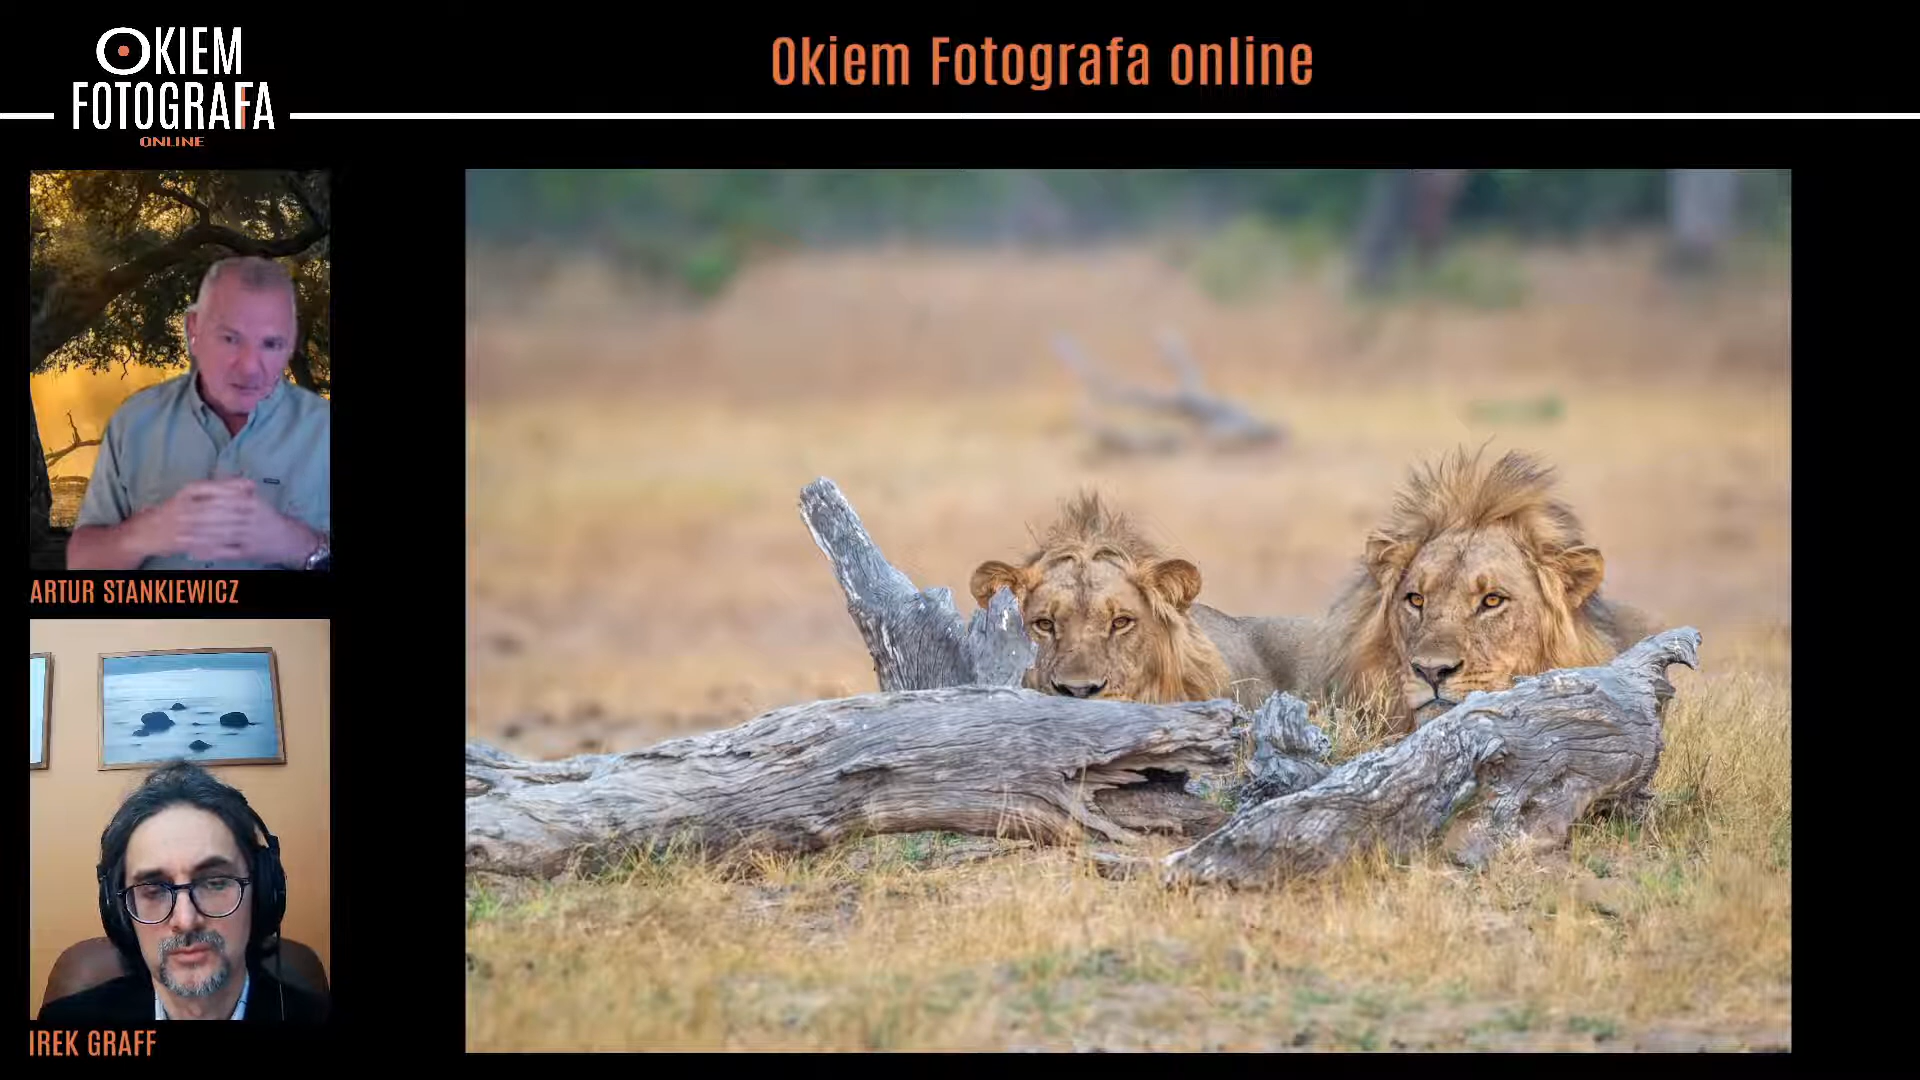 OKIEM
FOTOGRAFA
ONLINE
Okiem Fotografa online
ARTUR STANKIEWICZ
IREK GRAFF